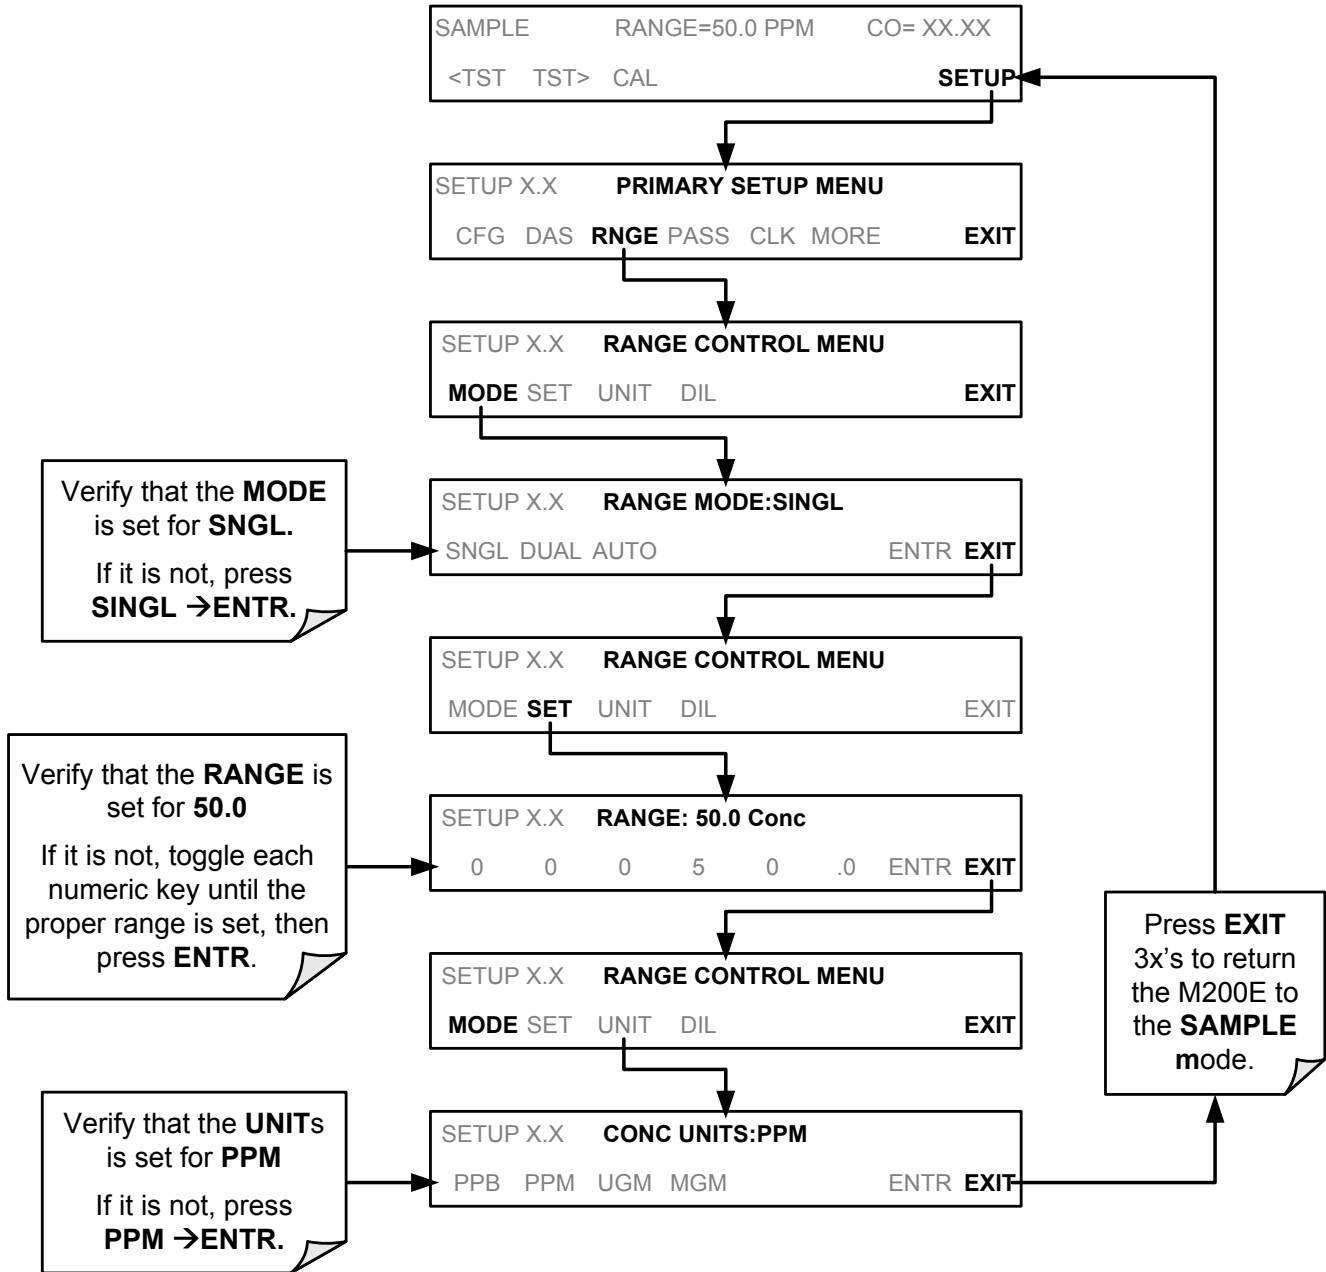 SAMPLE RANGE=50.0 PPM CO= XX.XX
<TST TST> CAL SETUP
SETUP X.X PRIMARY SETUP MENU
CFG DAS RNGE PASS CLK MORE EXIT
SETUP X.X RANGE CONTROL MENU
MODE SET UNIT DIL EXIT
Verify that the MODE
is set for SNGL.
If it is not, press
SINGL →ENTR.
SETUP X.X RANGE MODE:SINGL
SNGL DUAL AUTO ENTR EXIT
SETUP X.X RANGE CONTROL MENU
MODE SET UNIT DIL EXIT
Verify that the RANGE is
set for 50.0
If it is not, toggle each
numeric key until the
proper range is set, then
press ENTR.
SETUP X.X RANGE: 50.0 Conc
0 0 0 5 0 .0 ENTR EXIT
SETUP X.X RANGE CONTROL MENU
MODE SET UNIT DIL EXIT
Verify that the UNITs
is set for PPM
If it is not, press
PPM →ENTR.
SETUP X.X CONC UNITS:PPM
PPB PPM UGM MGM ENTR EXIT
Press EXIT
3x's to return
the M200E to
the SAMPLE
mode.